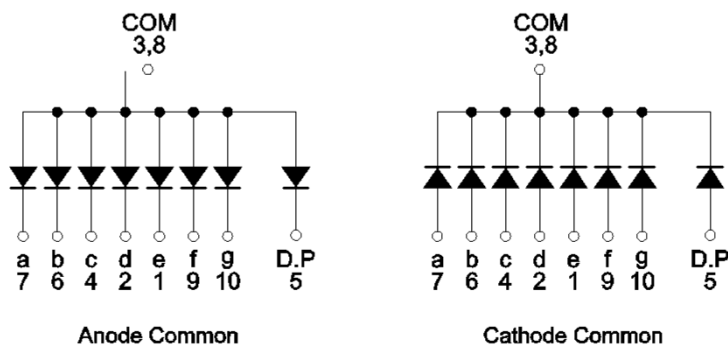 COM
3,8
a b c d e f g D.P
7 6 4 2 1 9 10 5
Anode Common
COM
3,8
a b c d e f g D.P
7 6 4 2 1 9 10 5
Cathode Common